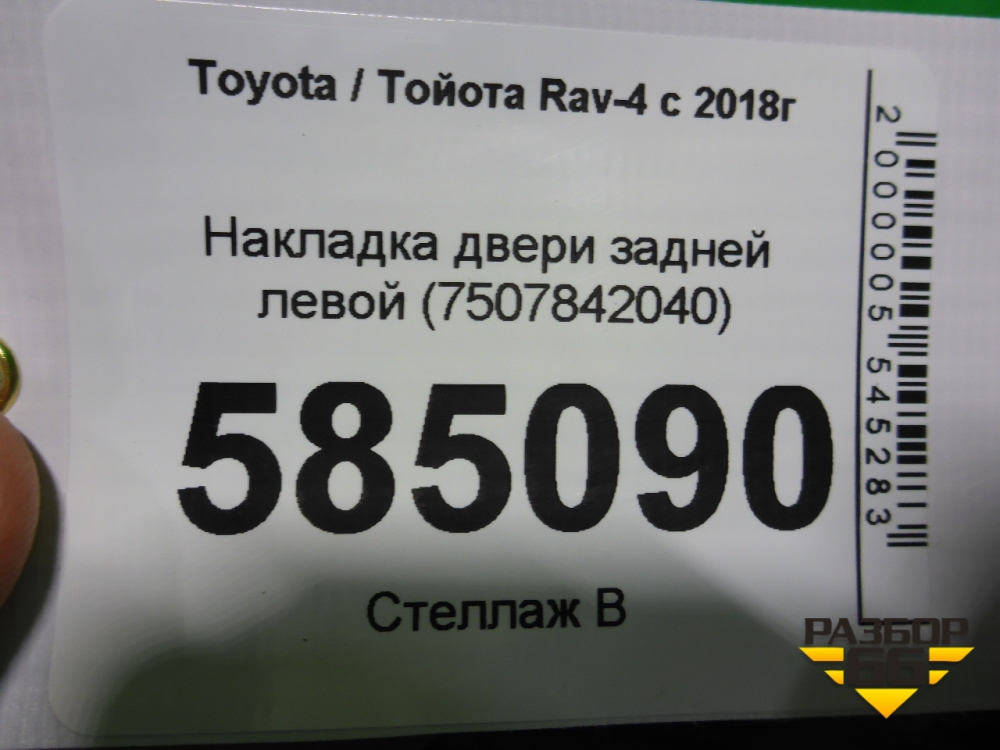 Toyota / Тойота Rav-4 с 2018г
Накладка двери задней
левой (7507842040)
585090
Стеллаж В
2000005545283
РАЗБОР
66